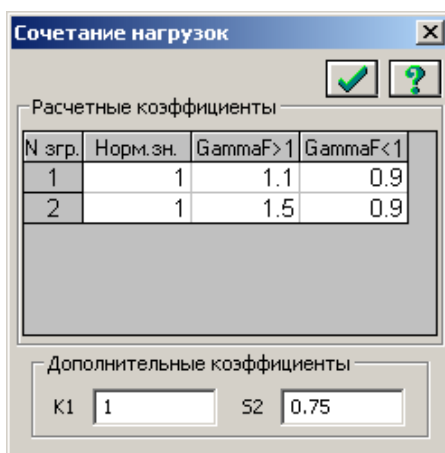 Сочетание нагрузок
Расчетные коэффициенты
N згр. Норм.зн. GammaF>1 GammaF<1
1 1 1.1 0.9
2 1 1.5 0.9
Дополнительные коэффициенты
K1 1 S2 0.75